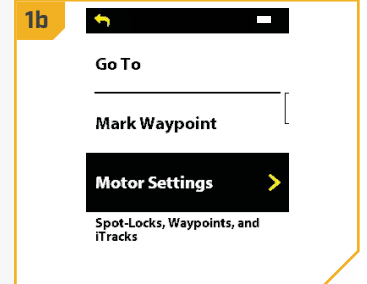 1b
Go To
Mark Waypoint
Motor Settings
Spot-Locks, Waypoints, and
iTracks